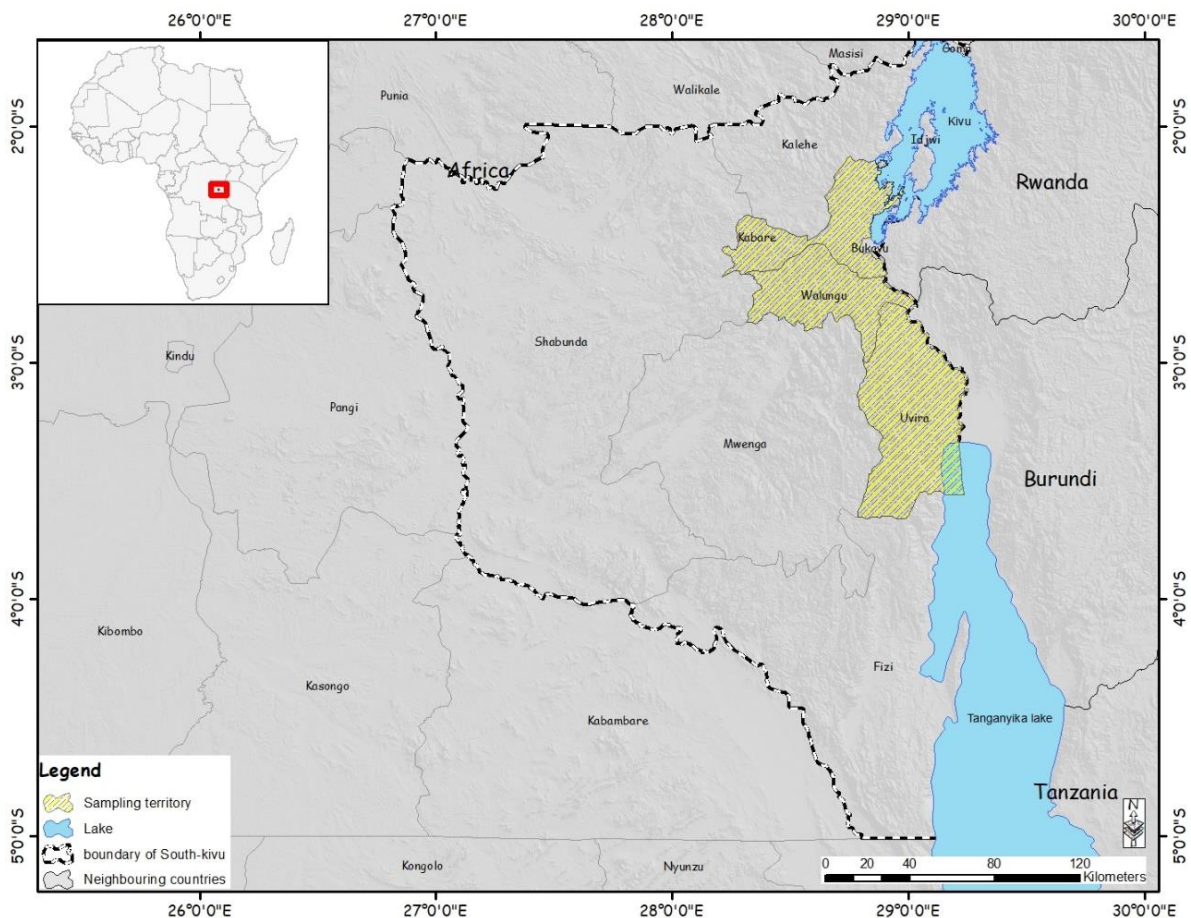 26°0'0"E 27°0'0"E 28°0'0"E 29°0'0"E 30°0'0"E
Masisi
Goma
Punia
Walikale
2°0'0"S
2°0'0"S
Kivu
Idjwi
Kalehe
Africa
Rwanda
Kabare
Bukavu
Walungu
Shabunda
Kindu
3°0'0"S
3°0'0"S
Pangi
Uvira
Mwenga
Burundi
4°0'0"S
4°0'0"S
Kibombo
Fizi
Kasongo
Kabambare
Tanganyika lake
Legend
Sampling territory
Lake
boundary of South-kivu
Neighbouring countries
Tanzania
N
5°0'0"S
5°0'0"S
Kongolo
Nyunzu
0 20 40 80 120
Kilometers
26°0'0"E 27°0'0"E 28°0'0"E 29°0'0"E 30°0'0"E